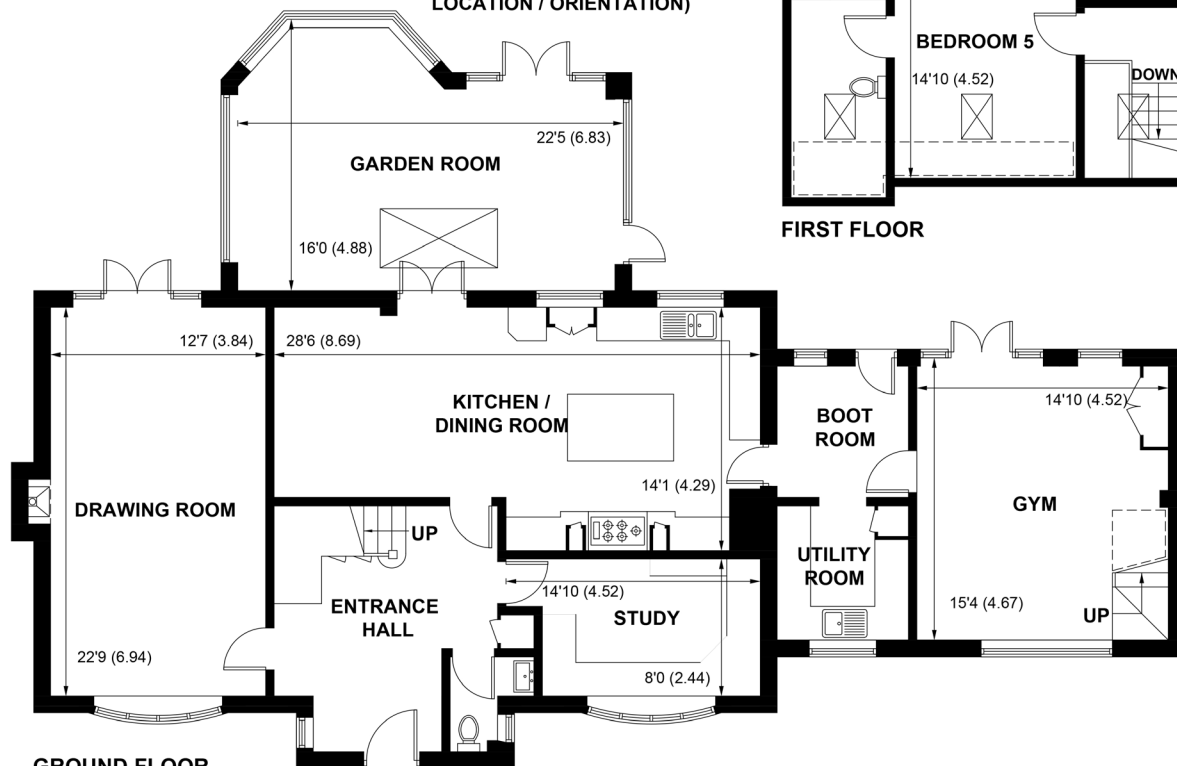 LOCATION / ORIENTATION)
BEDROOM 5
14'10 (4.52)
DOWN
FIRST FLOOR
22'5 (6.83)
GARDEN ROOM
16'0 (4.88)
12'7 (3.84)
28'6 (8.69)
KITCHEN /
DINING ROOM
14'1 (4.29)
DRAWING ROOM
22'9 (6.94)
UP
ENTRANCE
HALL
14'10 (4.52)
STUDY
8'0 (2.44)
BOOT
ROOM
UTILITY
ROOM
14'10 (4.52)
GYM
15'4 (4.67)
UP
GROUND FLOOR